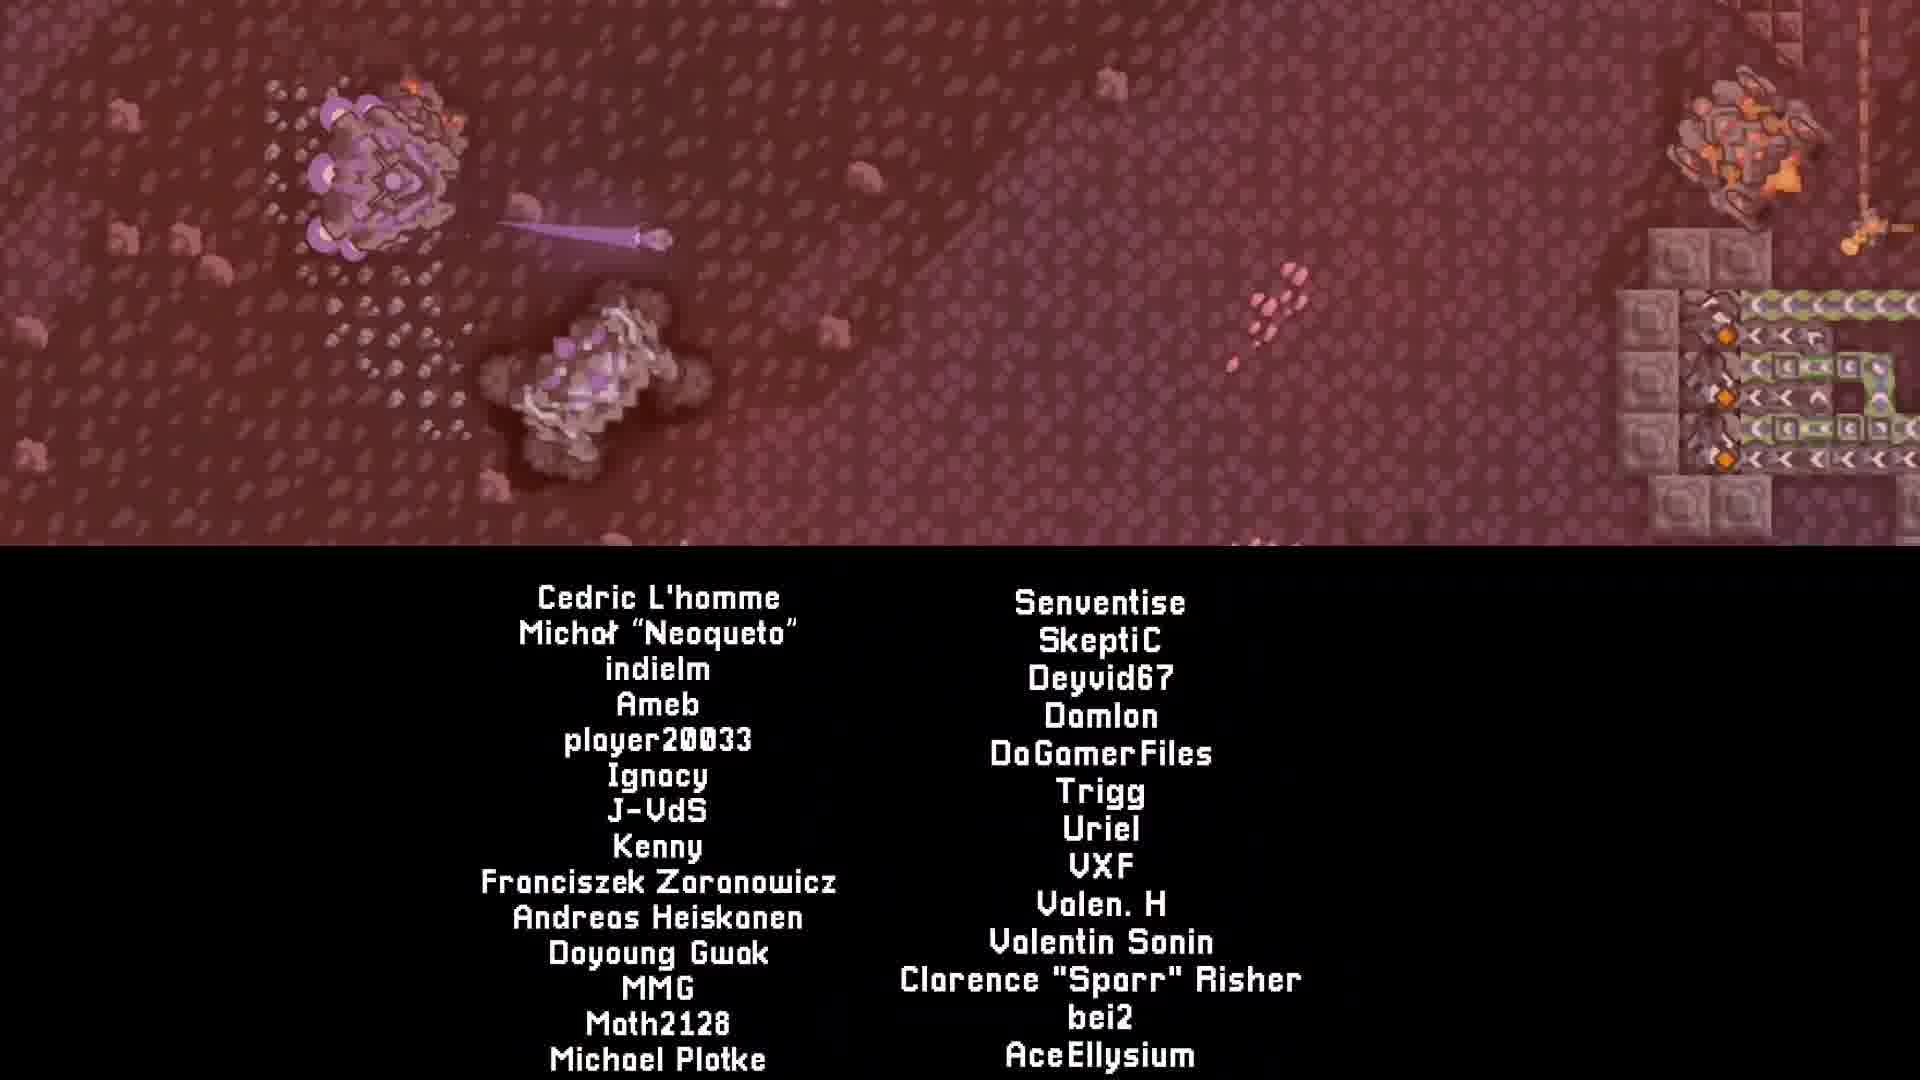 Cedric L'homme
Michał “Neoqueto”
indielm
Ameb
player20033
Ignacy
J-VdS
Kenny
Franciszek Zaranowicz
Andreas Heiskanen
Doyoung Gwak
MMG
Math2128
Michael Plotke
Senventise
SkeptiC
Deyvid67
Damlon
DaGamerFiles
Trigg
Uriel
VXF
Valen. H
Valentin Sonin
Clarence "Sparr" Risher
bei2
AceEllysium